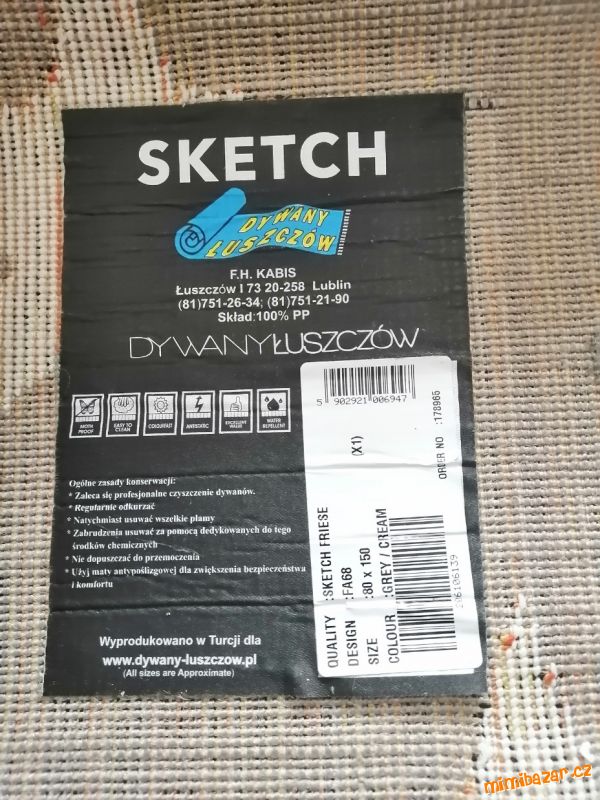 SKETCH
DYWANY
ŁUSZCZÓW
F.H. KABIS
Łuszczów I 73 20-258 Lublin
(81)751-26-34; (81)751-21-90
Skład:100% PP
DYWANYŁUSZCZÓW
MOTH PROOF
EASY TO CLEAN
COLOURFAST
ANTISTATIC
EXCELLENT VALUE
WATER REPELLENT
Ogólne zasady konserwacji:
* Zaleca się profesjonalne czyszczenie dywanów.
* Regularnie odkurzać
* Natychmiast usuwać wszelkie plamy
* Zabrudzenia usuwać za pomocą dedykowanych do tego
środków chemicznych
* Nie dopuszczać do przemoczenia
* Użyj maty antypoślizgowej dla zwiększenia bezpieczeństwa
i komfortu
Wyprodukowano w Turcji dla
www.dywany-luszczow.pl
(All sizes are Approximate)
5 902921 006947
(X1)
ORDER NO :178965
QUALITY :SKETCH FRIESE
DESIGN :FA68
SIZE :80 x 150
COLOUR :GREY / CREAM
mimibazar.cz